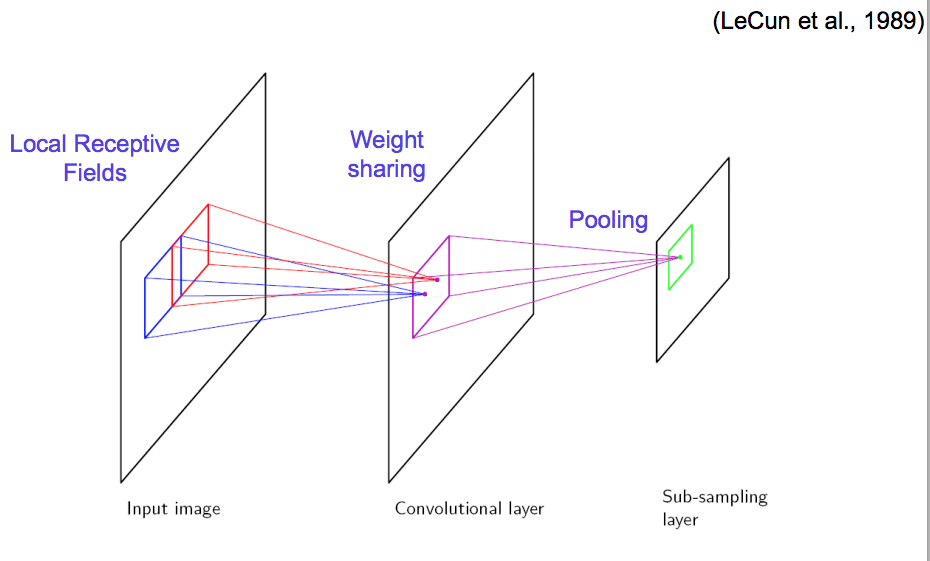 (LeCun et al., 1989)
Local Receptive
Fields
Weight
sharing
Pooling
Input image
Convolutional layer
Sub-sampling
layer